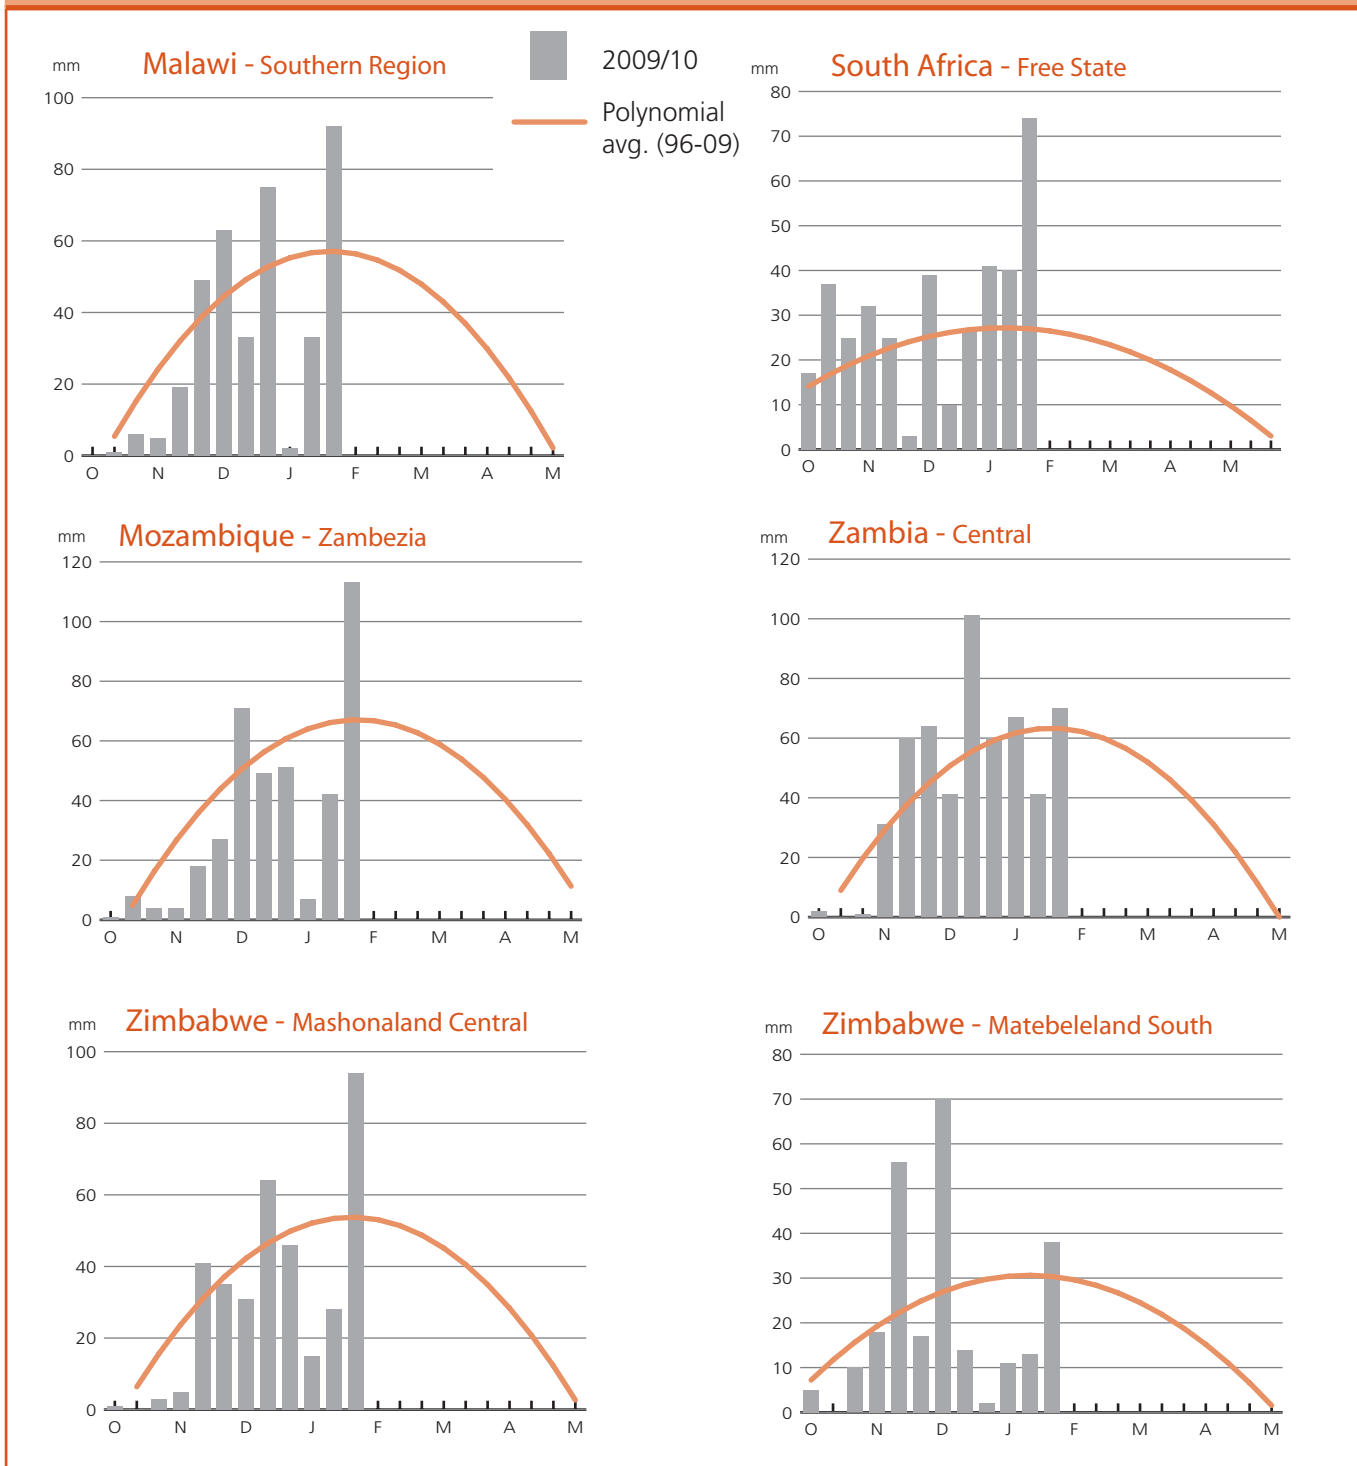 mm
Malawi - Southern Region
100
80
60
40
20
0
O N D J F M A M
2009/10
Polynomial
avg. (96-09)
mm
South Africa - Free State
80
70
60
50
40
30
20
10
0
O N D J F M A M
mm
Mozambique - Zambezia
120
100
80
60
40
20
0
O N D J F M A M
mm
Zambia - Central
120
100
80
60
40
20
0
O N D J F M A M
mm
Zimbabwe - Mashonaland Central
100
80
60
40
20
0
O N D J F M A M
mm
Zimbabwe - Matebeleland South
80
70
60
50
40
30
20
10
0
O N D J F M A M